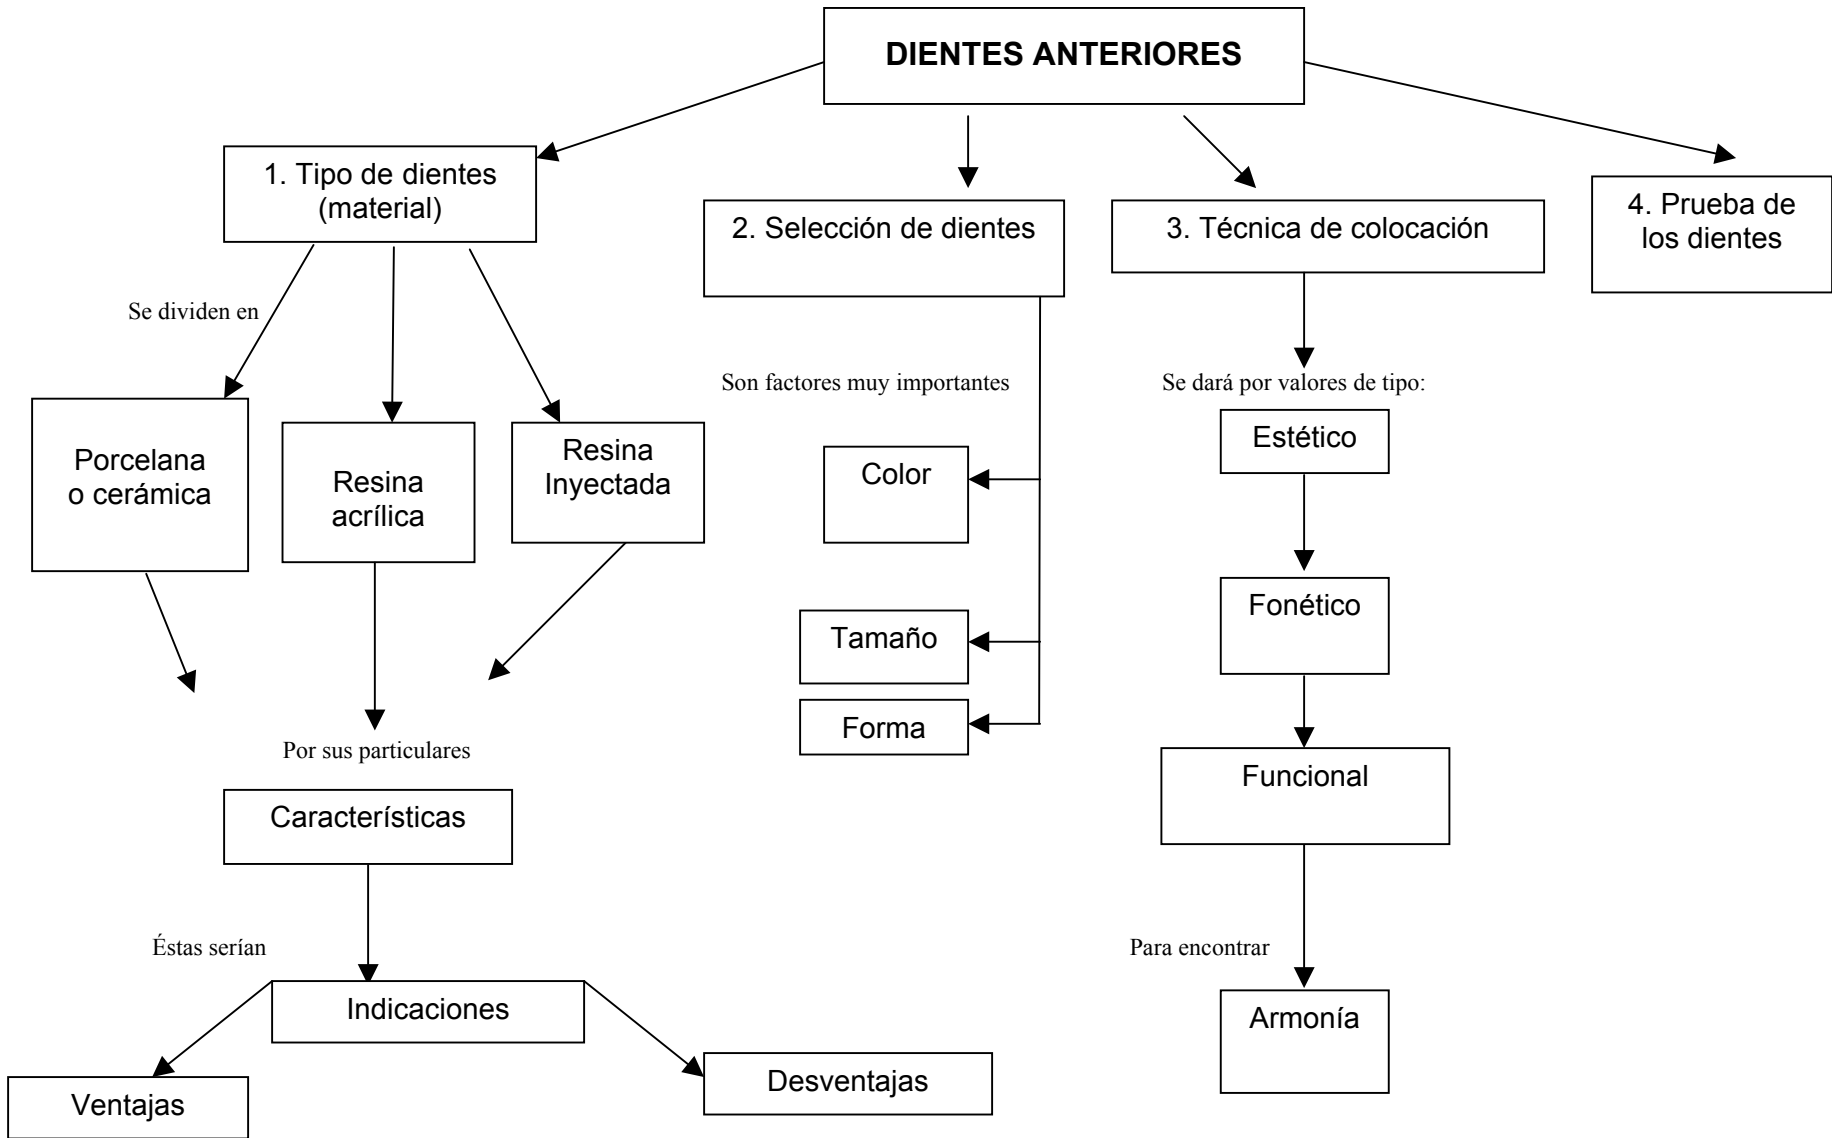 DIENTES ANTERIORES
1. Tipo de dientes
(material)
2. Selección de dientes
3. Técnica de colocación
4. Prueba de
los dientes
Se dividen en
Porcelana
o cerámica
Resina
acrílica
Resina
Inyectada
Por sus particulares
Características
Éstas serían
Indicaciones
Ventajas
Desventajas
Son factores muy importantes
Color
Tamaño
Forma
Se dará por valores de tipo:
Estético
Fonético
Funcional
Para encontrar
Armonía